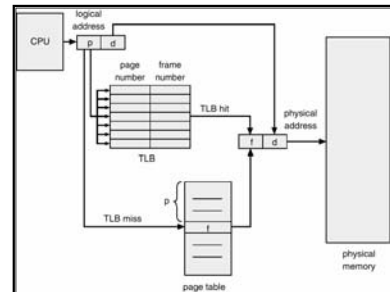 logical
address
CPU
p d
page
number
frame
number
TLB hit
physical
address
TLB
f d
p
TLB miss
f
physical
memory
page table